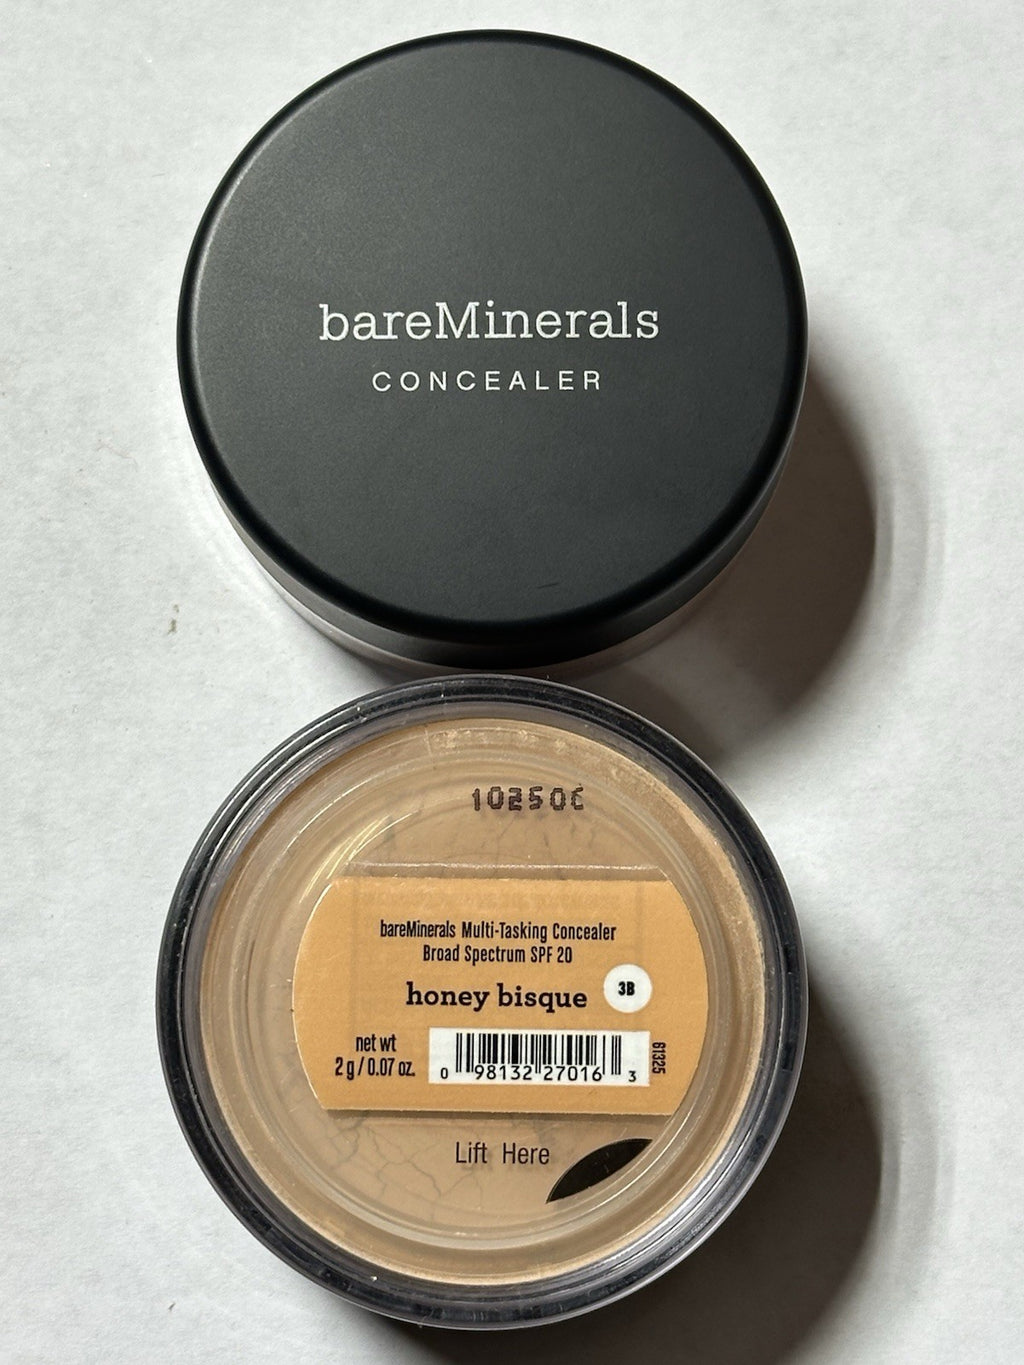 bareMinerals
CONCEALER
bareMinerals Multi-Tasking Concealer
Broad Spectrum SPF 20
honey bisque
3B
net wt
2 g / 0.07 oz.
0 98132 27016 3
61325
Lift Here